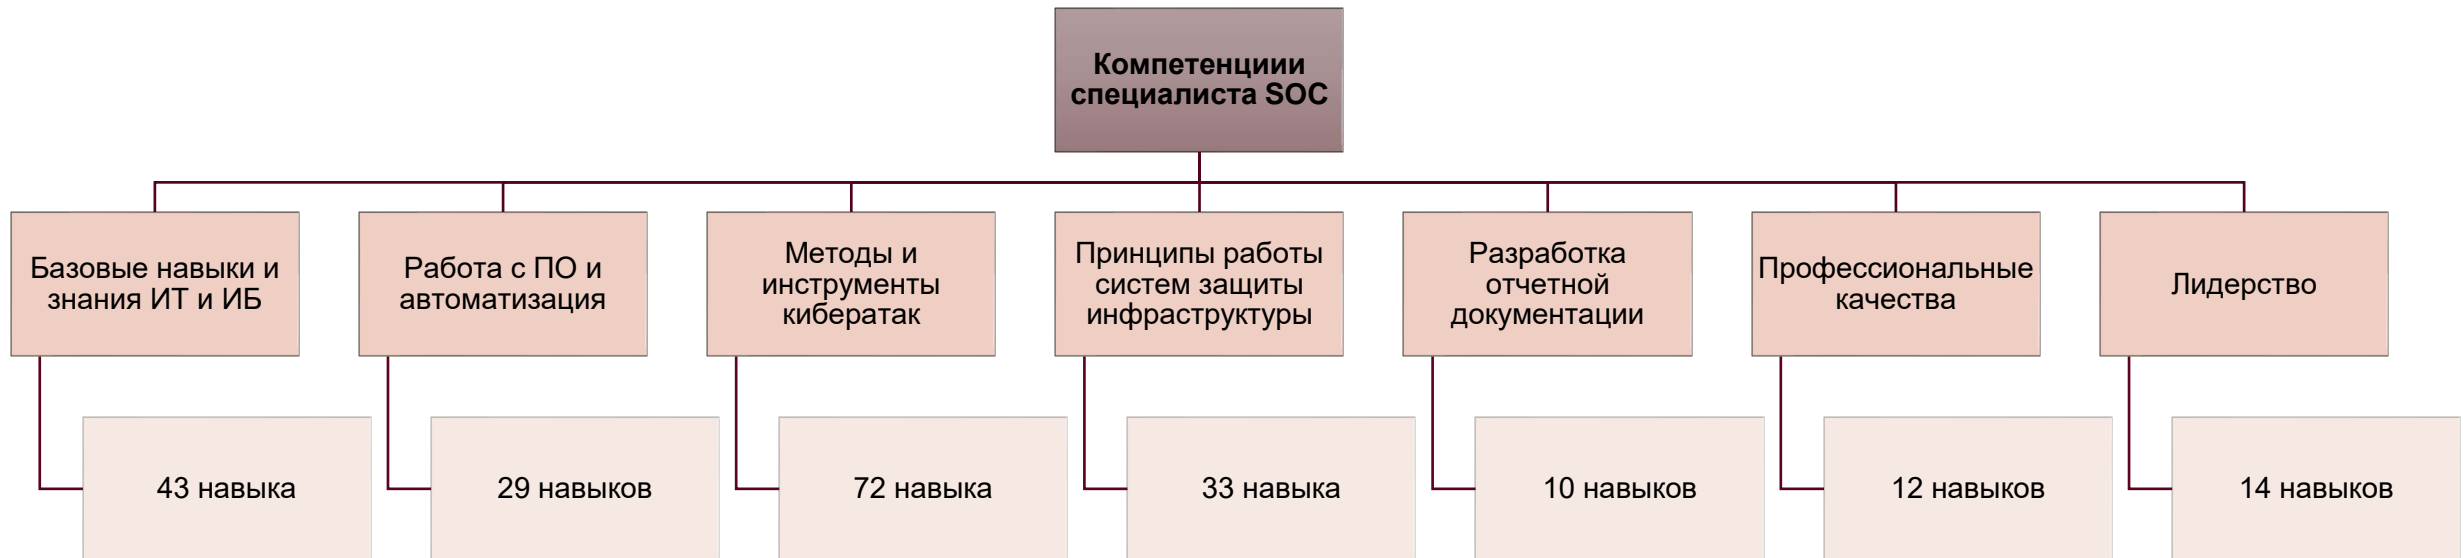 Компетенциии
специалиста SOC
Базовые навыки и
знания ИТ и ИБ
Работа с ПО и
автоматизация
Методы и
инструменты
кибератак
Принципы работы
систем защиты
инфраструктуры
Разработка
отчетной
документации
Профессиональные
качества
Лидерство
43 навыка
29 навыков
72 навыка
33 навыка
10 навыков
12 навыков
14 навыков